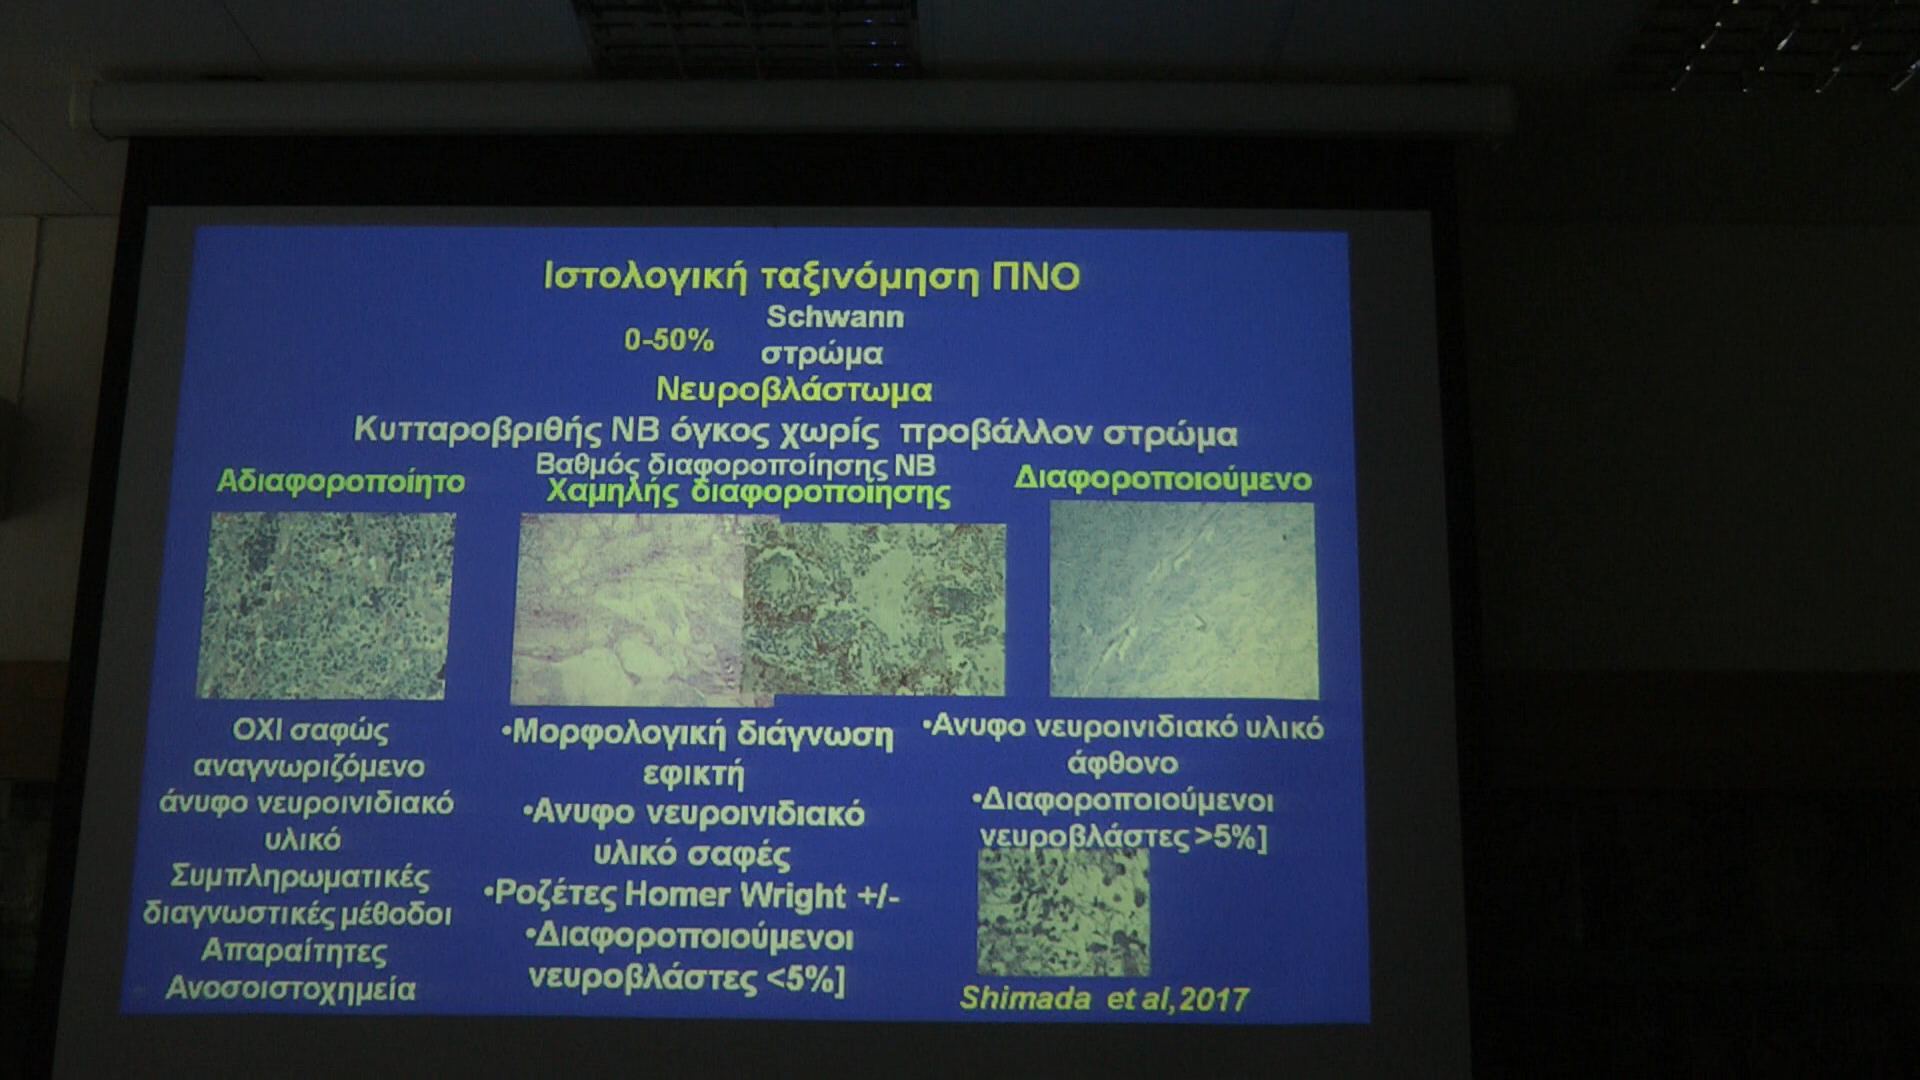 Ιστολογική ταξινόμηση ΠΝΟ
0-50%
Schwann
στρώμα
Νευροβλάστωμα
Κυτταροβριθής ΝΒ όγκος χωρίς προβάλλον στρώμα
Βαθμός διαφοροποίησης ΝΒ
Αδιαφοροποίητο
ΟΧΙ σαφώς
αναγνωριζόμενο
άνυφο νευροινιδιακό
υλικό
Συμπληρωματικές
διαγνωστικές μέθοδοι
Απαραίτητες
Ανοσοιστοχημεία
Χαμηλής διαφοροποίησης
•Μορφολογική διάγνωση
εφικτή
•Ανυφο νευροινιδιακό
υλικό σαφές
•Ροζέτες Homer Wright +/-
•Διαφοροποιούμενοι
νευροβλάστες <5%]
Διαφοροποιούμενο
•Ανυφο νευροινιδιακό υλικό
άφθονο
•Διαφοροποιούμενοι
νευροβλάστες >5%]
Shimada et al,2017